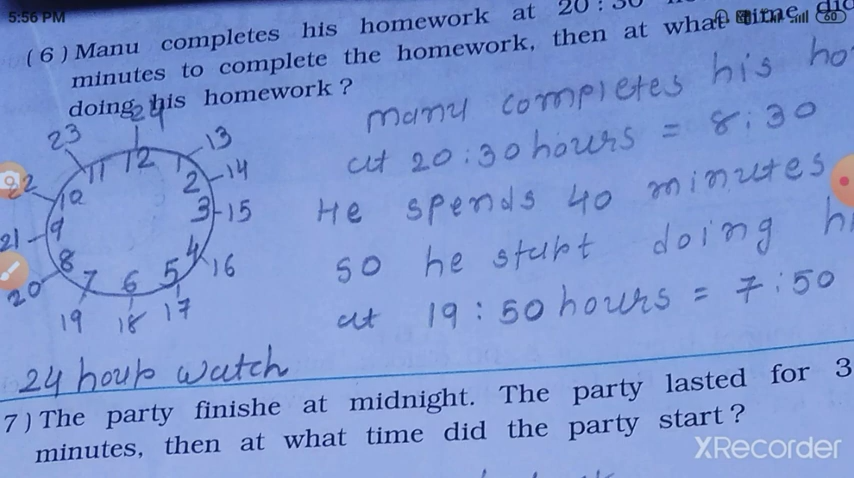 5:56 PM
60
(6) Manu completes his homework at 20:30
minutes to complete the homework, then at what time did
doing his homework?
Manu completes his ho
at 20:30 hours = 8:30
He spends 40 minutes
so he start doing hi
at 19:50 hours = 7:50
24
23 13
22 14
21 15
20 16
19 18 17
12
11 1
10 2
9 3
8 4
7 6 5
24 hour watch
7) The party finishe at midnight. The party lasted for 3
minutes, then at what time did the party start?
XRecorder